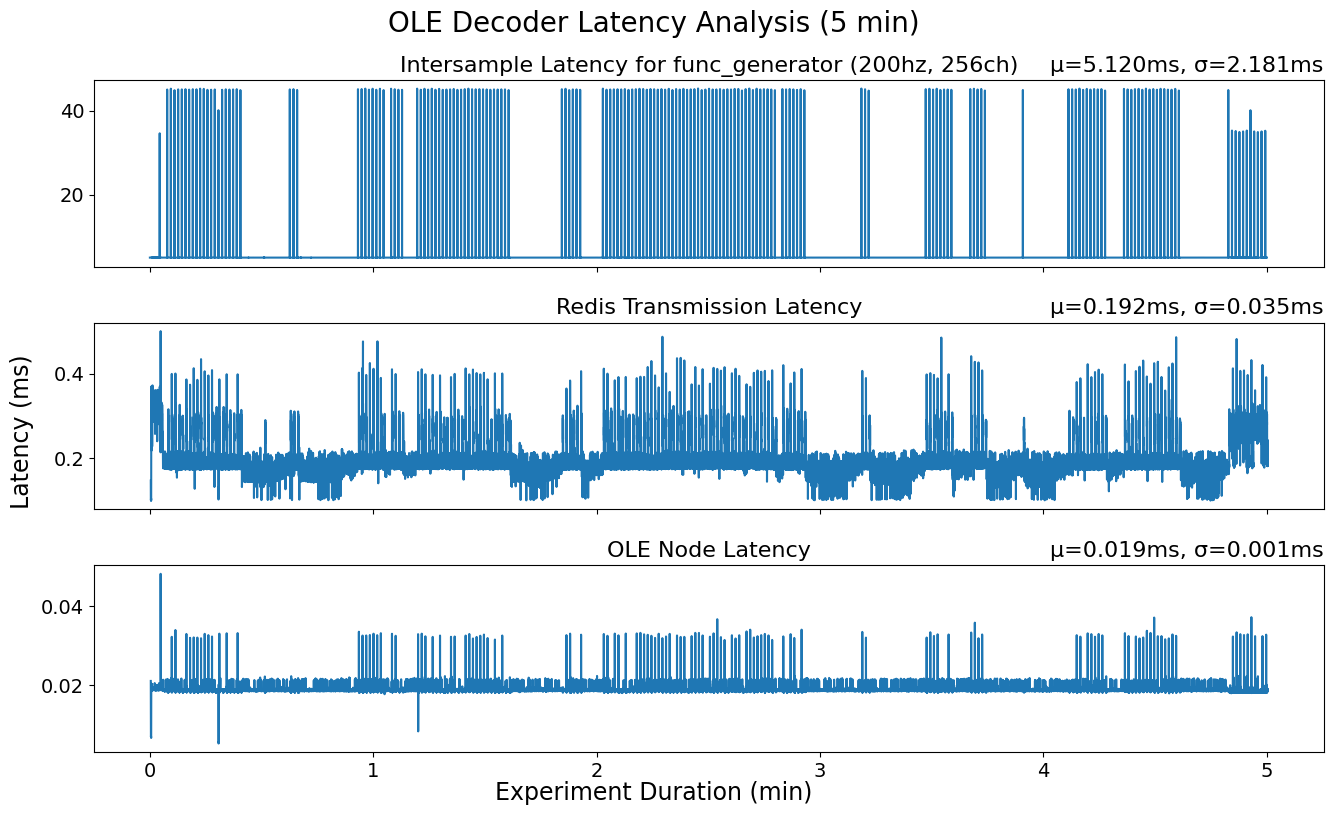 OLE Decoder Latency Analysis (5 min)
Intersample Latency for func_generator (200hz, 256ch) μ=5.120ms, σ=2.181ms
40
20
Redis Transmission Latency μ=0.192ms, σ=0.035ms
0.4
0.2
Latency (ms)
OLE Node Latency μ=0.019ms, σ=0.001ms
0.04
0.02
0 1 2 3 4 5
Experiment Duration (min)